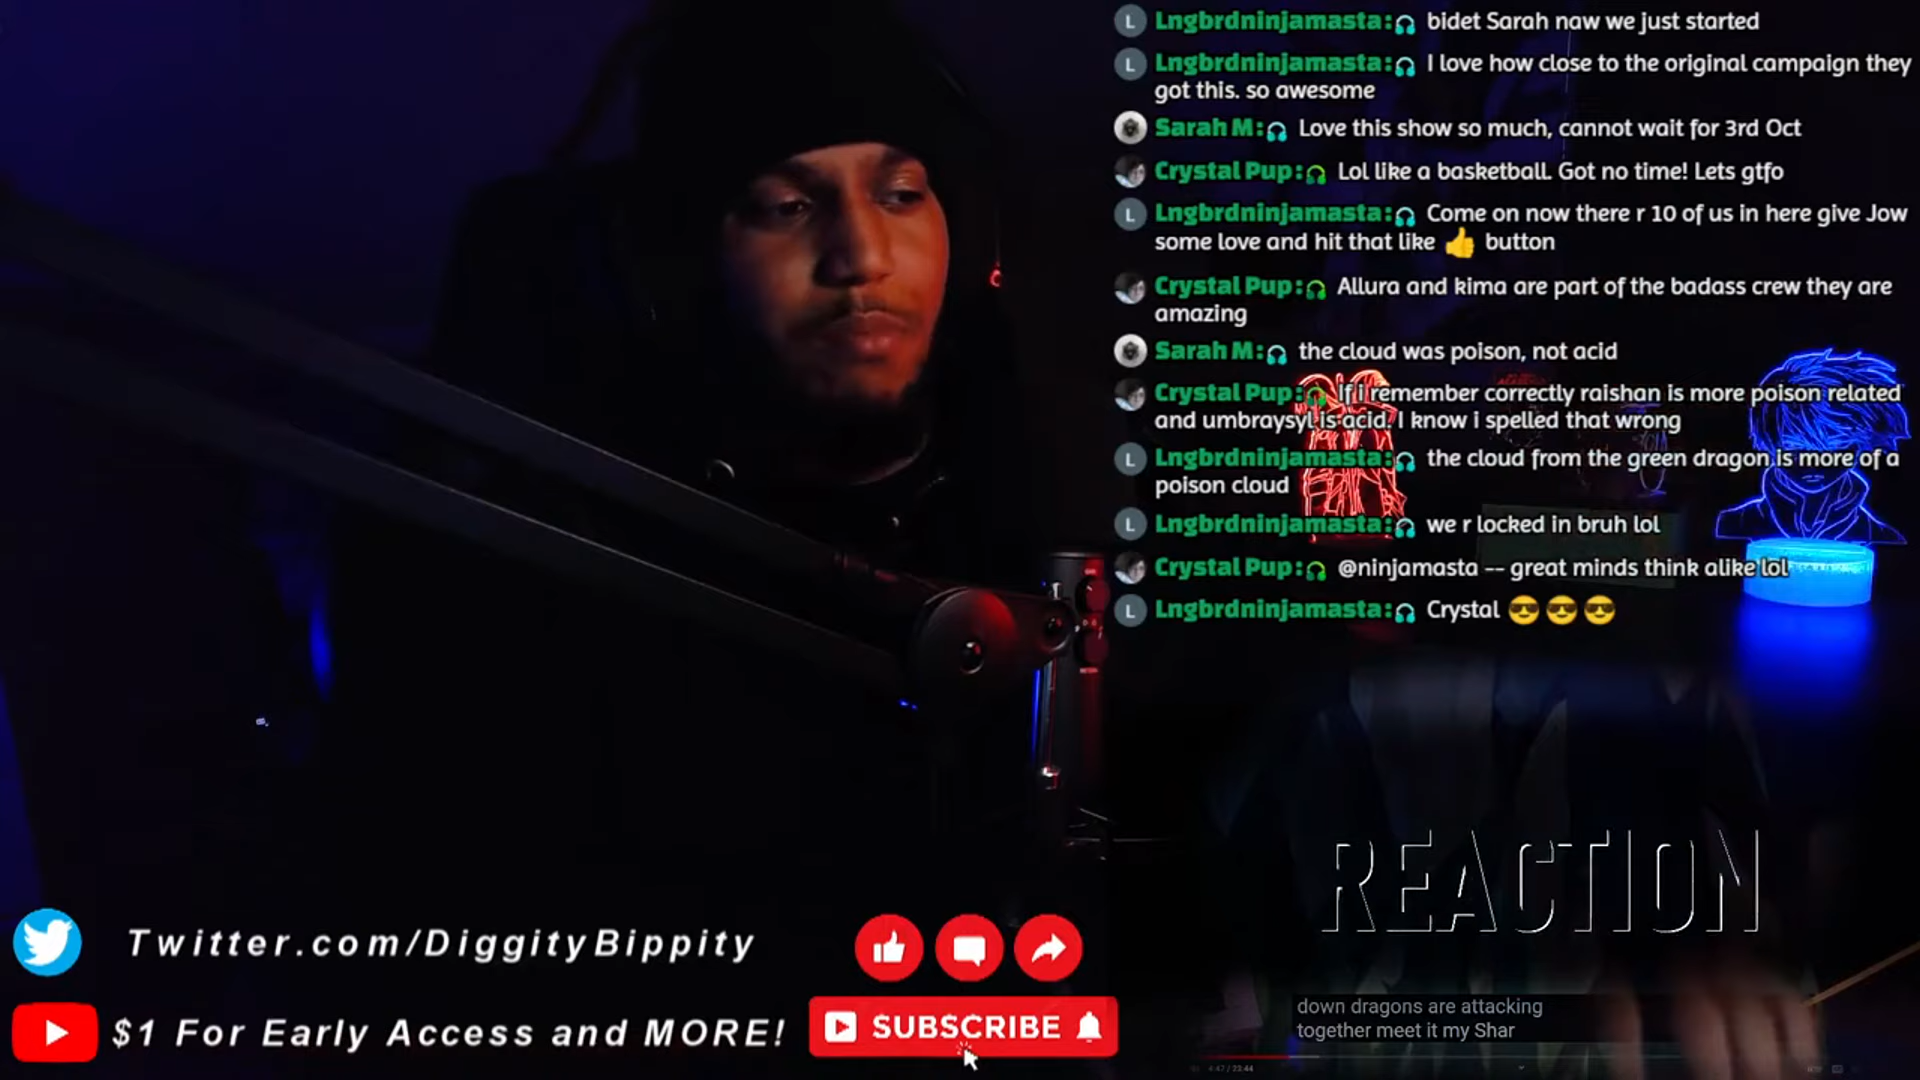 L Lngbrdninjamasta: bidet Sarah naw we just started
L Lngbrdninjamasta: I love how close to the original campaign they
got this. so awesome
Sarah M: Love this show so much, cannot wait for 3rd Oct
Crystal Pup: Lol like a basketball. Got no time! Lets gtfo
L Lngbrdninjamasta: Come on now there r 10 of us in here give Jow
some love and hit that like 👍 button
Crystal Pup: Allura and kima are part of the badass crew they are
amazing
Sarah M: the cloud was poison, not acid
Crystal Pup: If i remember correctly raishan is more poison related
and umbraysyl is acid. I know i spelled that wrong
L Lngbrdninjamasta: the cloud from the green dragon is more of a
poison cloud
L Lngbrdninjamasta: we r locked in bruh lol
Crystal Pup: @ninjamasta -- great minds think alike lol
L Lngbrdninjamasta: Crystal 😎😎😎
REACTION
Twitter.com/DiggityBippity
$1 For Early Access and MORE!
SUBSCRIBE
down dragons are attacking
together meet it my Shar
4:47 / 23:44